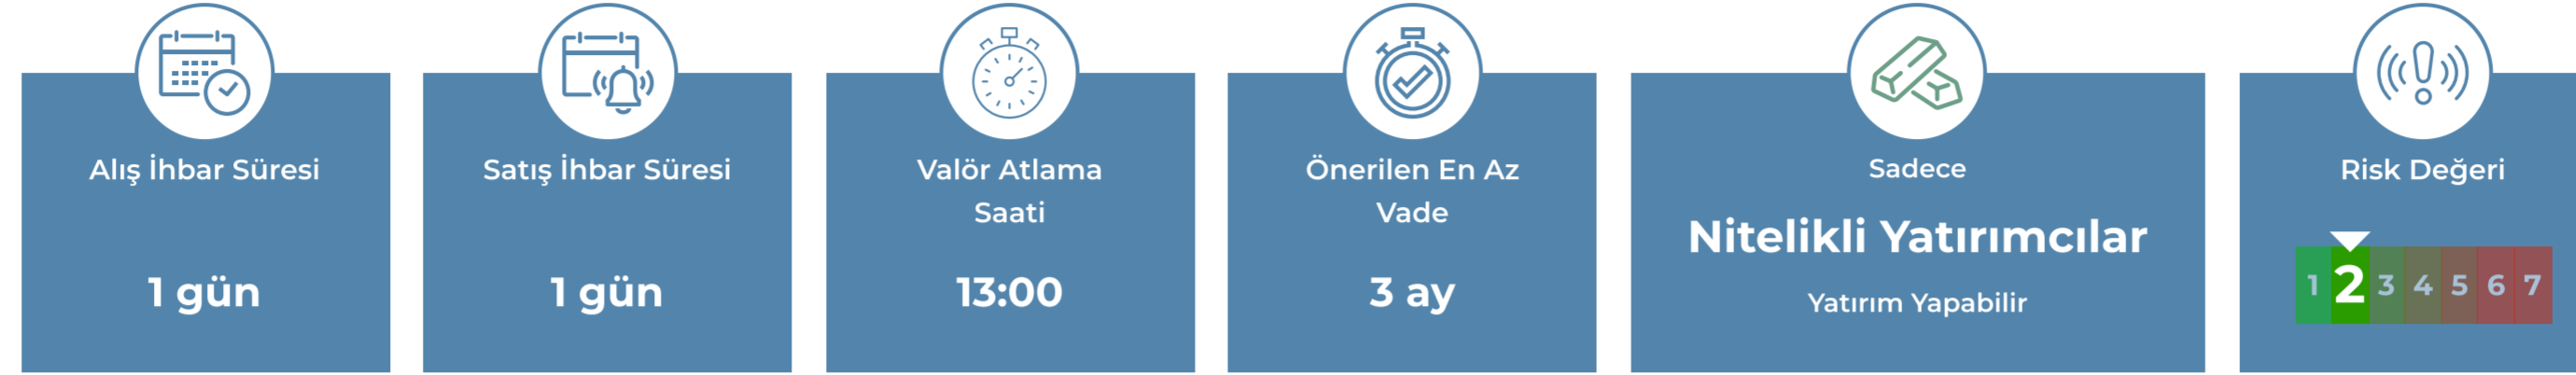 Alış İhbar Süresi
1 gün
Satış İhbar Süresi
1 gün
Valör Atlama
Saati
13:00
Önerilen En Az
Vade
3 ay
Sadece
Nitelikli Yatırımcılar
Yatırım Yapabilir
Risk Değeri
1 2 3 4 5 6 7